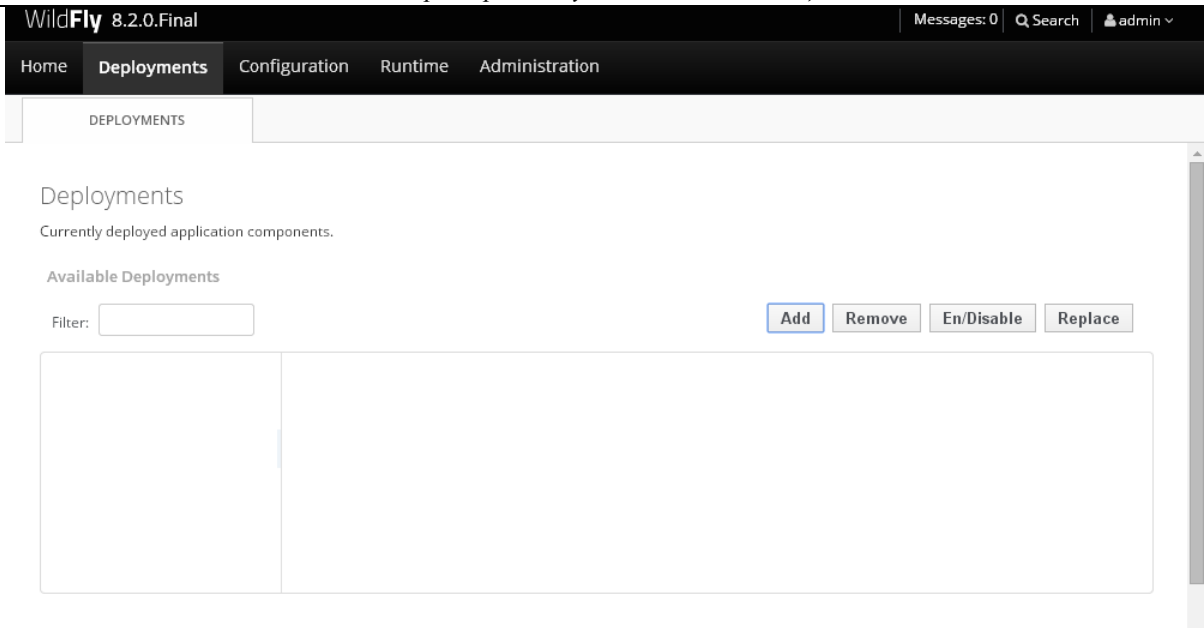 WildFly 8.2.0.Final Messages: 0 Search admin
Home Deployments Configuration Runtime Administration
DEPLOYMENTS
Deployments
Currently deployed application components.
Available Deployments
Filter: Add Remove En/Disable Replace